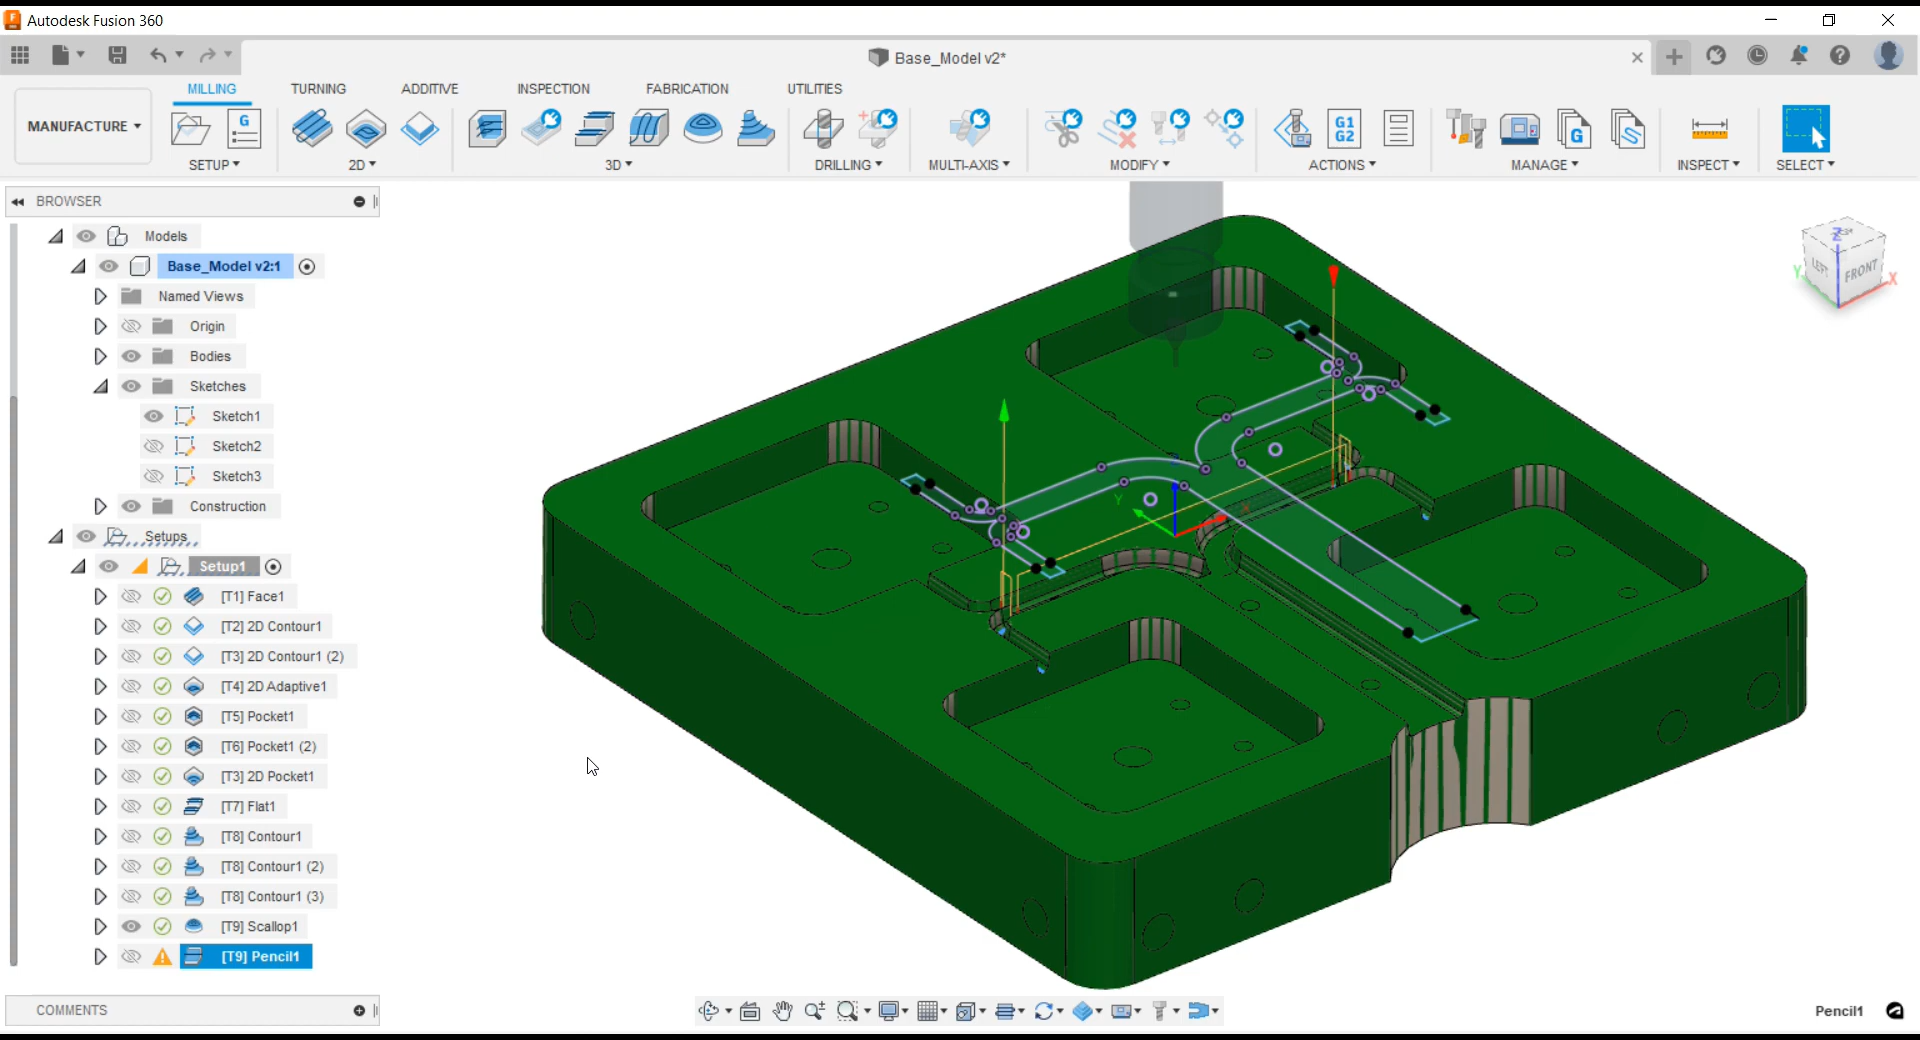 Autodesk Fusion 360
Base_Model v2*
MILLING TURNING ADDITIVE INSPECTION FABRICATION UTILITIES
MANUFACTURE
G
G1
G2
G
SETUP 2D 3D DRILLING MULTI-AXIS MODIFY ACTIONS MANAGE INSPECT SELECT
BROWSER
Models
Base_Model v2:1
Named Views
Origin
Bodies
Sketches
Sketch1
Sketch2
Sketch3
Construction
Setups
Setup1
[T1] Face1
[T2] 2D Contour1
[T3] 2D Contour1 (2)
[T4] 2D Adaptive1
[T5] Pocket1
[T6] Pocket1 (2)
[T3] 2D Pocket1
[T7] Flat1
[T8] Contour1
[T8] Contour1 (2)
[T8] Contour1 (3)
[T9] Scallop1
[T9] Pencil1
COMMENTS
Z
LEFT
FRONT
Y
X
Y
X
Pencil1